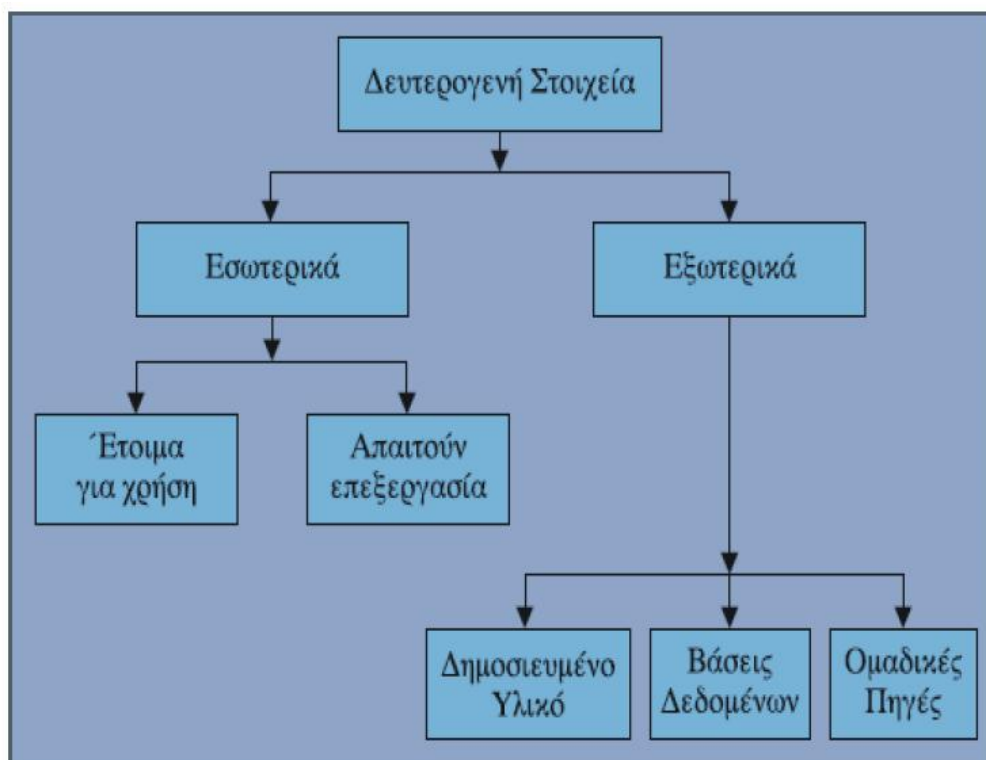 Δευτερογενή Στοιχεία
Εσωτερικά
Εξωτερικά
Έτοιμα
για χρήση
Απαιτούν
επεξεργασία
Δημοσιευμένο
Υλικό
Βάσεις
Δεδομένων
Ομαδικές
Πηγές